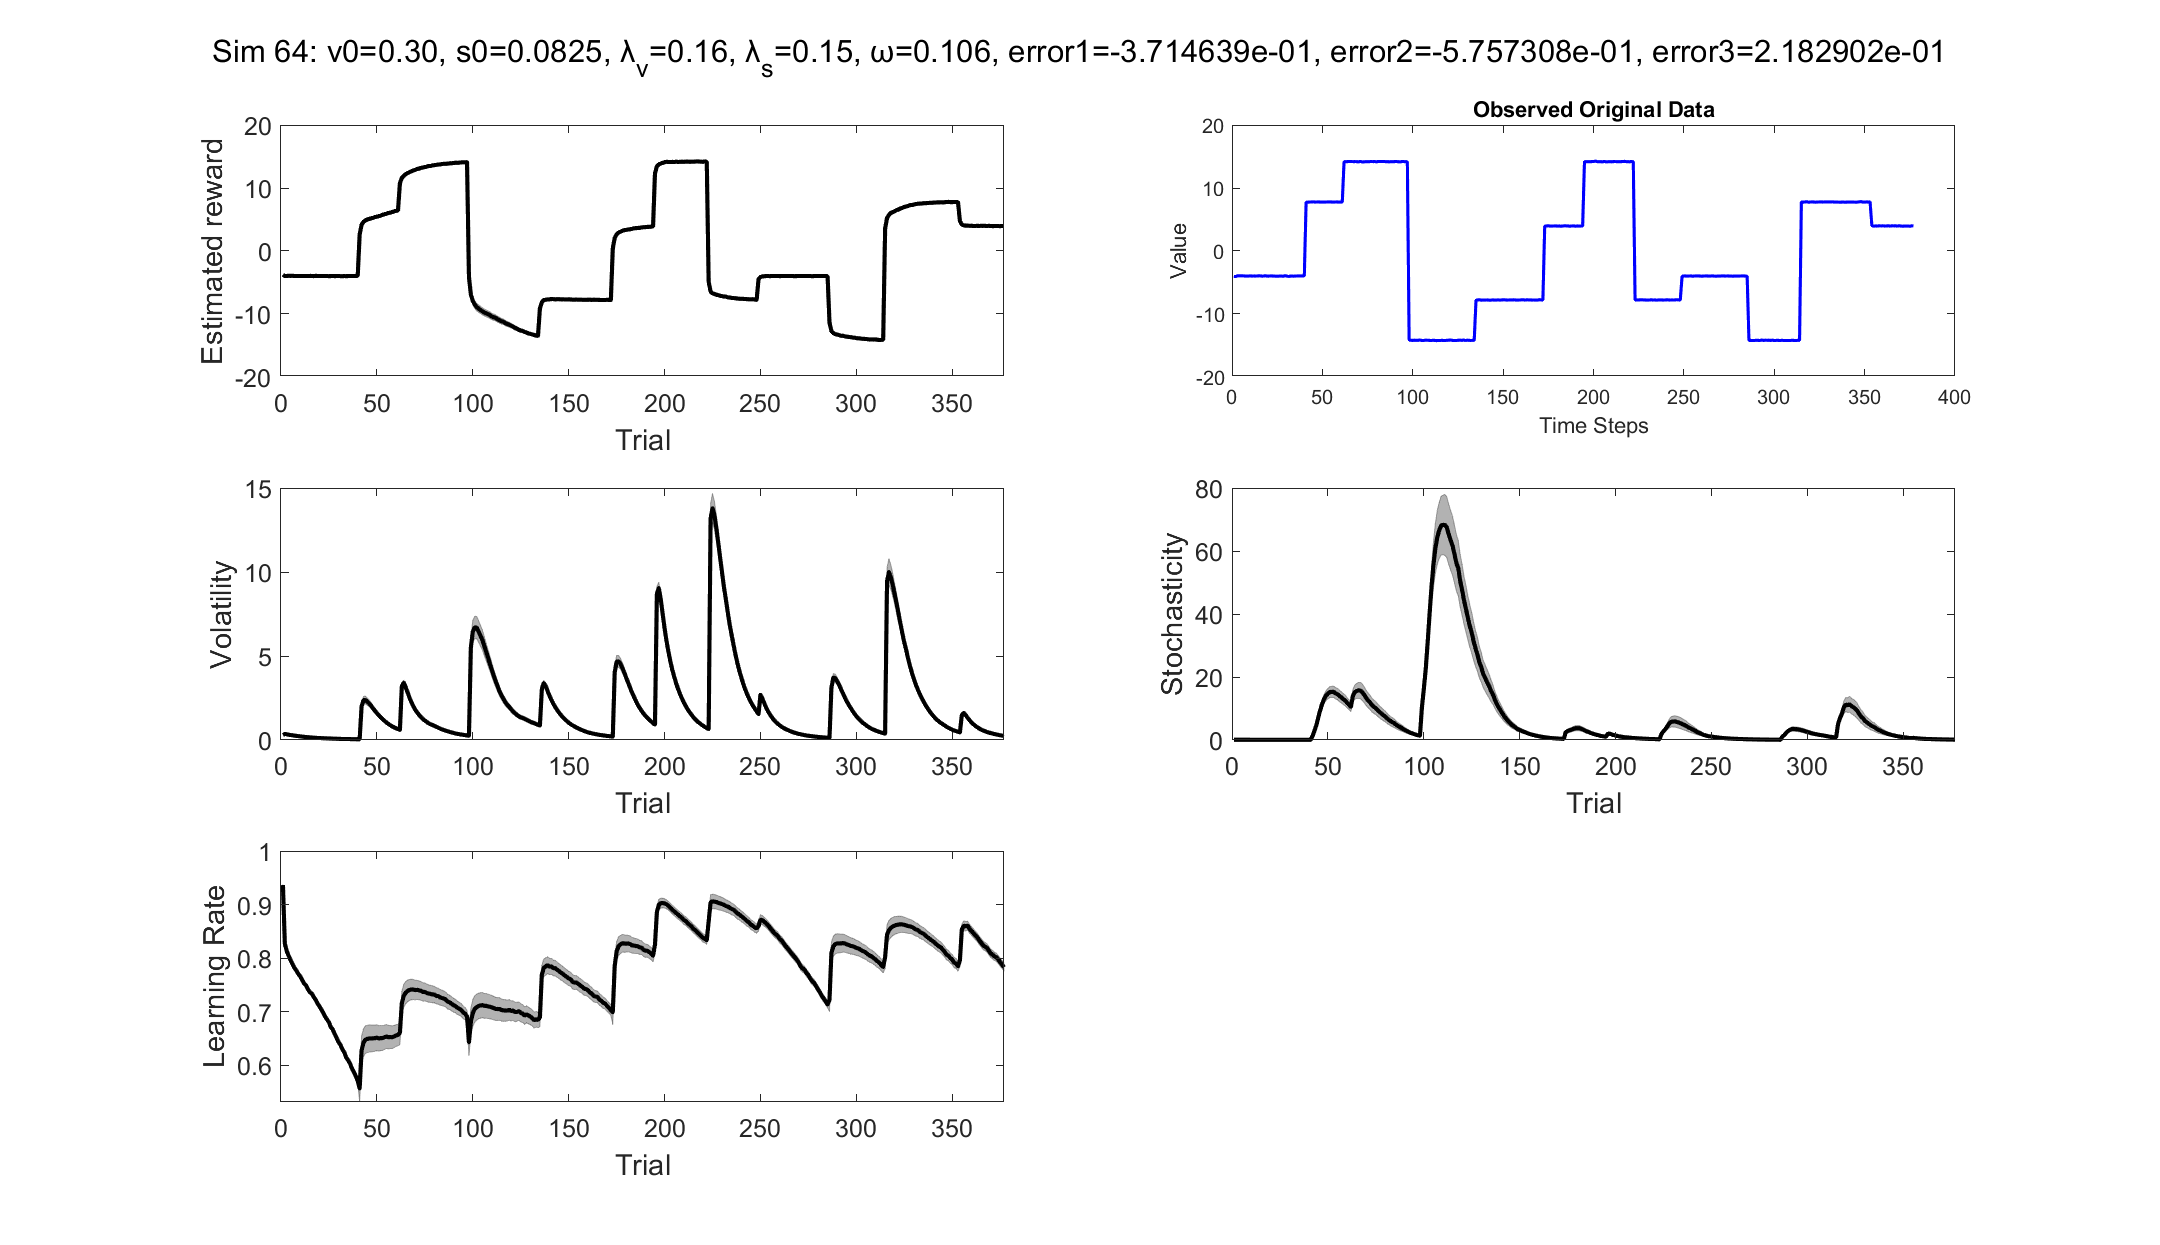 Sim 64: v0=0.30, s0=0.0825, λv=0.16, λs=0.15, ω=0.106, error1=-3.714639e-01, error2=-5.757308e-01, error3=2.182902e-01
Estimated reward
20
10
0
-10
-20
0 50 100 150 200 250 300 350
Trial
Observed Original Data
Value
20
10
0
-10
-20
0 50 100 150 200 250 300 350 400
Time Steps
Volatility
15
10
5
0
0 50 100 150 200 250 300 350
Trial
Stochasticity
80
60
40
20
0
0 50 100 150 200 250 300 350
Trial
Learning Rate
1
0.9
0.8
0.7
0.6
0 50 100 150 200 250 300 350
Trial